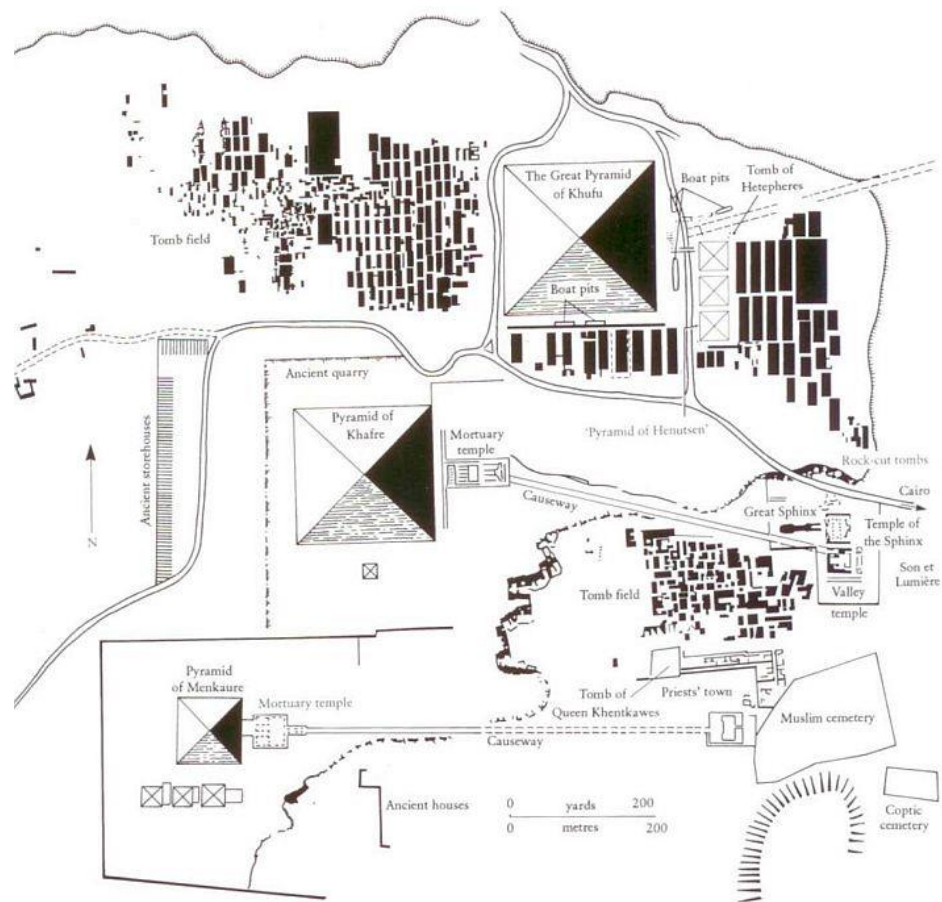 The Great Pyramid
of Khufu
Boat pits
Tomb of
Hetepheres
Tomb field
Boat pits
Ancient quarry
Pyramid of
Khafre
Mortuary
temple
'Pyramid of Henutsen'
Rock-cut tombs
Cairo
Ancient storehouses
N
Causeway
Great Sphinx
Temple of
the Sphinx
Son et
Lumière
Valley
temple
Tomb field
Pyramid
of Menkaure
Mortuary temple
Tomb of
Queen Khentkawes
Priests' town
Muslim cemetery
Causeway
Ancient houses
0 yards 200
0 metres 200
Coptic
cemetery